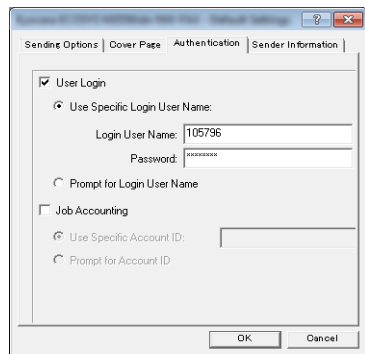 Sending Options Cover Page Authentication Sender Information
User Login
Use Specific Login User Name:
Login User Name: 105796
Password: ××××××××
Prompt for Login User Name
Job Accounting
Use Specific Account ID:
Prompt for Account ID
OK Cancel